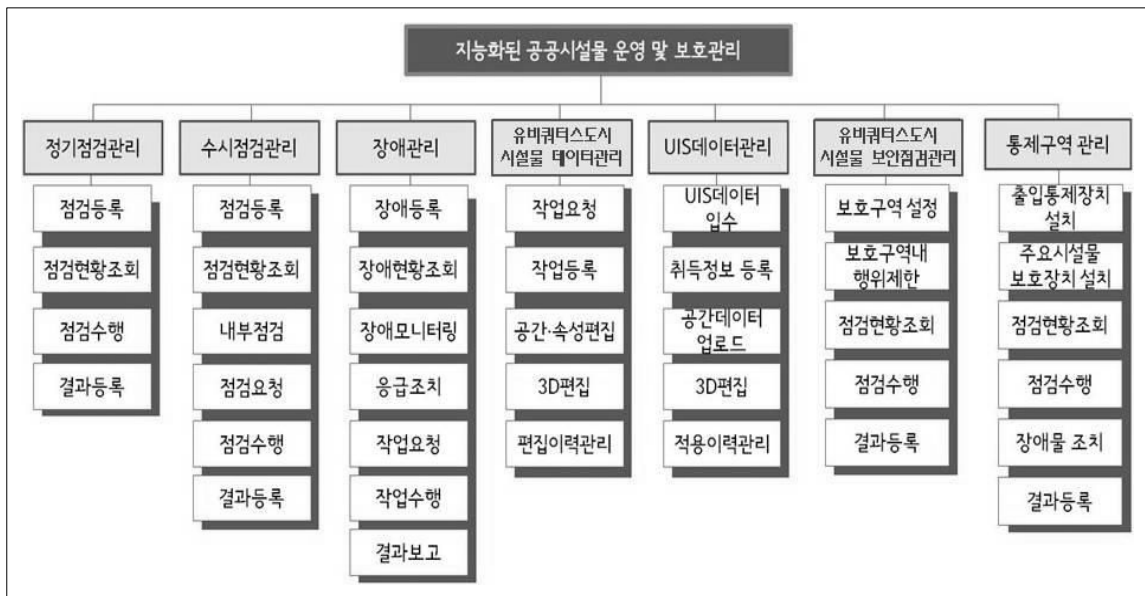 지능화된 공공시설물 운영 및 보호관리
정기점검관리
점검등록
점검현황조회
점검수행
결과등록
수시점검관리
점검등록
점검현황조회
내부점검
점검요청
점검수행
결과등록
장애관리
장애등록
장애현황조회
장애모니터링
응급조치
작업요청
작업수행
결과보고
유비쿼터스도시
시설물 데이터관리
작업요청
작업등록
공간·속성편집
3D편집
편집이력관리
UIS데이터관리
UIS데이터
입수
취득정보 등록
공간데이터
업로드
3D편집
적용이력관리
유비쿼터스도시
시설물 보안점검관리
보호구역 설정
보호구역내
행위제한
점검현황조회
점검수행
결과등록
통제구역 관리
출입통제장치
설치
주요시설물
보호장치 설치
점검현황조회
점검수행
장애물 조치
결과등록